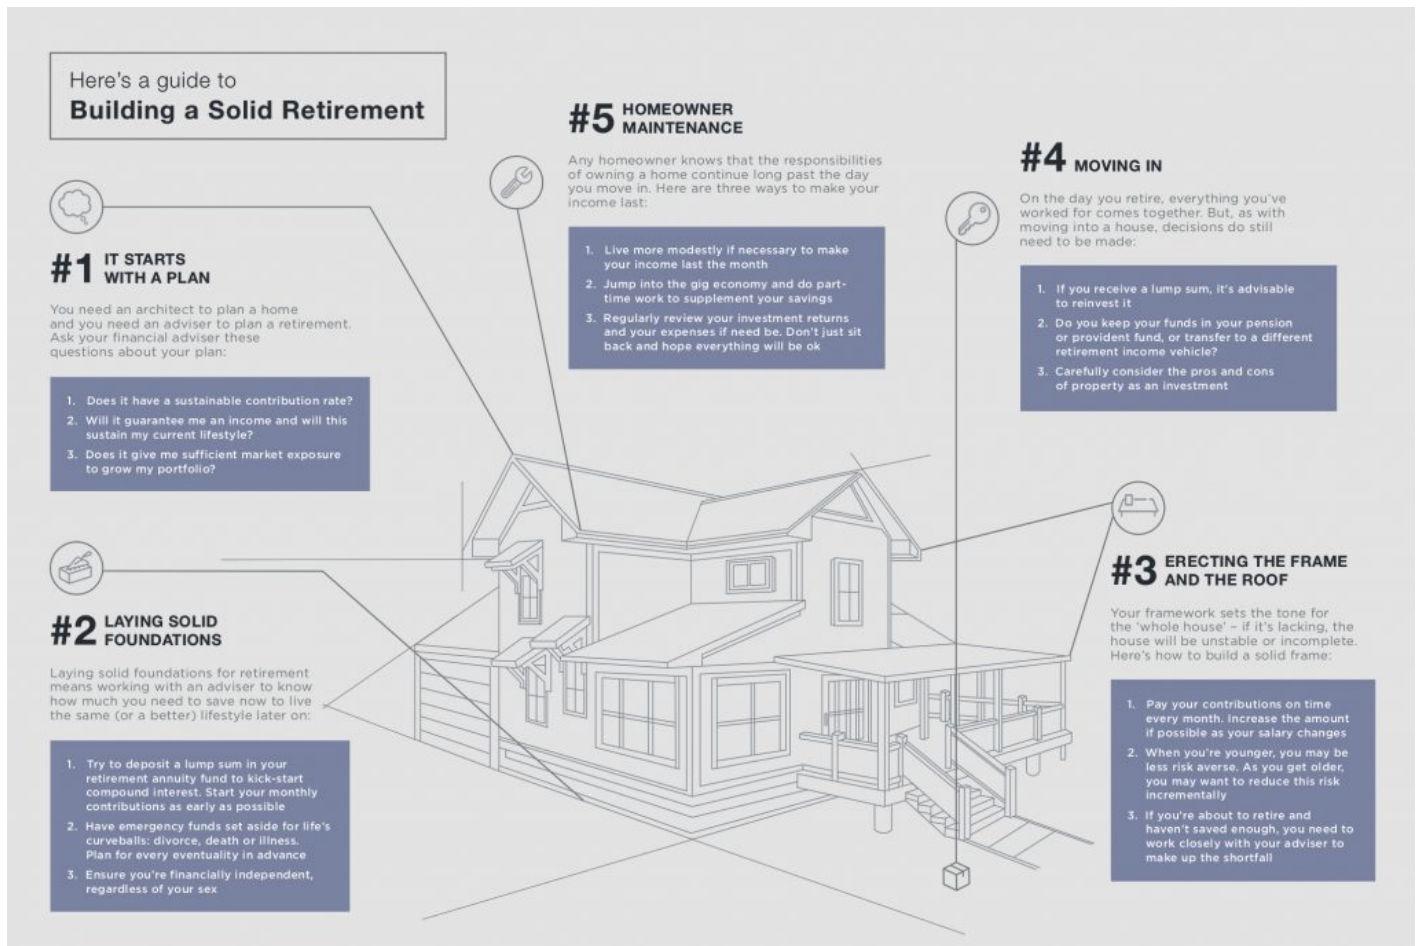 Here's a guide to
Building a Solid Retirement
#1 IT STARTS
WITH A PLAN
You need an architect to plan a home
and you need an adviser to plan a retirement.
Ask your financial adviser these
questions about your plan:
1. Does it have a sustainable contribution rate?
2. Will it guarantee me an income and will this
sustain my current lifestyle?
3. Does it give me sufficient market exposure
to grow my portfolio?
#2 LAYING SOLID
FOUNDATIONS
Laying solid foundations for retirement
means working with an adviser to know
how much you need to save now to live
the same (or a better) lifestyle later on:
1. Try to deposit a lump sum in your
retirement annuity fund to kick-start
compound interest. Start your monthly
contributions as early as possible
2. Have emergency funds set aside for life's
curveballs: divorce, death or illness.
Plan for every eventuality in advance
3. Ensure you're financially independent,
regardless of your sex
#5 HOMEOWNER
MAINTENANCE
Any homeowner knows that the responsibilities
of owning a home continue long past the day
you move in. Here are three ways to make your
income last:
1. Live more modestly if necessary to make
your income last the month
2. Jump into the gig economy and do part-
time work to supplement your savings
3. Regularly review your investment returns
and your expenses if need be. Don't just sit
back and hope everything will be ok
#4 MOVING IN
On the day you retire, everything you've
worked for comes together. But, as with
moving into a house, decisions do still
need to be made:
1. If you receive a lump sum, it's advisable
to reinvest it
2. Do you keep your funds in your pension
or provident fund, or transfer to a different
retirement income vehicle?
3. Carefully consider the pros and cons
of property as an investment
#3 ERECTING THE FRAME
AND THE ROOF
Your framework sets the tone for
the 'whole house' – if it's lacking, the
house will be unstable or incomplete.
Here's how to build a solid frame:
1. Pay your contributions on time
every month. Increase the amount
if possible as your salary changes
2. When you're younger, you may be
less risk averse. As you get older,
you may want to reduce this risk
incrementally
3. If you're about to retire and
haven't saved enough, you need to
work closely with your adviser to
make up the shortfall